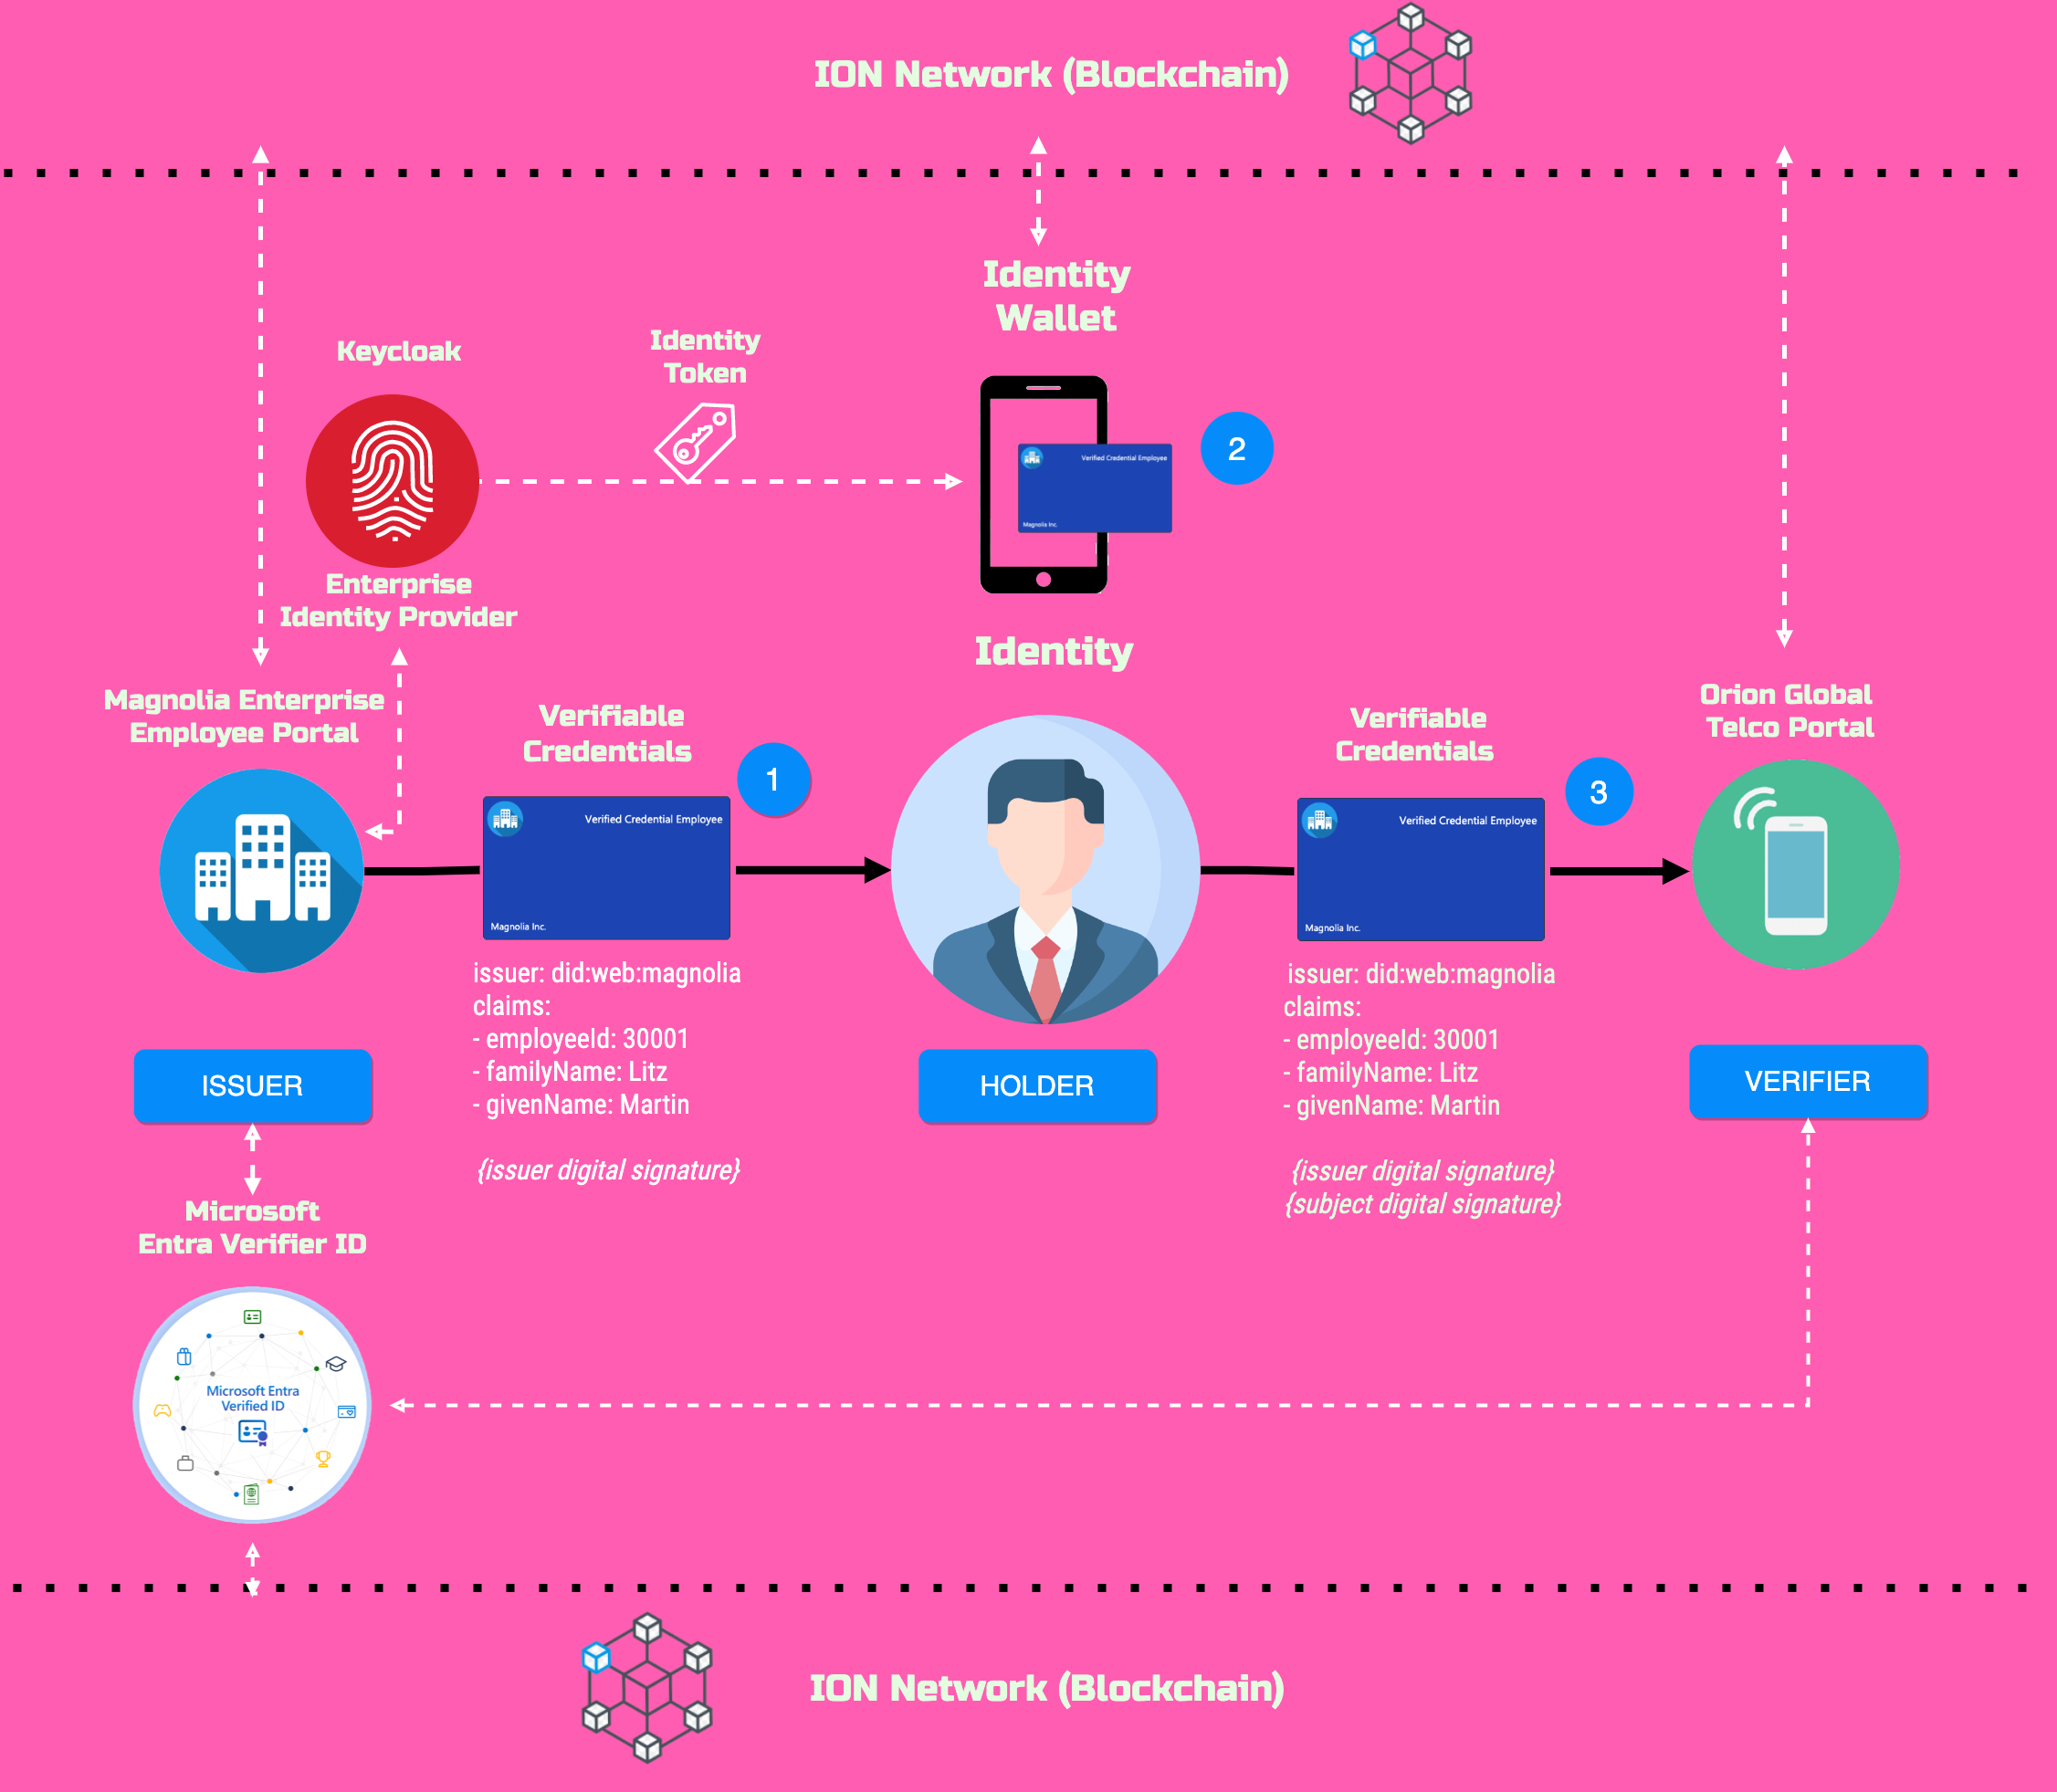 ION Network (Blockchain)
Identity
Wallet
Keycloak
Identity
Token
Verified Credential Employee
Magnolia Inc.
2
Enterprise
Identity Provider
Identity
Magnolia Enterprise
Employee Portal
Verifiable
Credentials
1
Verifiable
Credentials
3
Orion Global
Telco Portal
Verified Credential Employee
Magnolia Inc.
Verified Credential Employee
Magnolia Inc.
issuer: did:web:magnolia
claims:
- employeeId: 30001
- familyName: Litz
- givenName: Martin
{issuer digital signature}
issuer: did:web:magnolia
claims:
- employeeId: 30001
- familyName: Litz
- givenName: Martin
{issuer digital signature}
{subject digital signature}
ISSUER
HOLDER
VERIFIER
Microsoft
Entra Verifier ID
Microsoft Entra
Verified ID
ION Network (Blockchain)